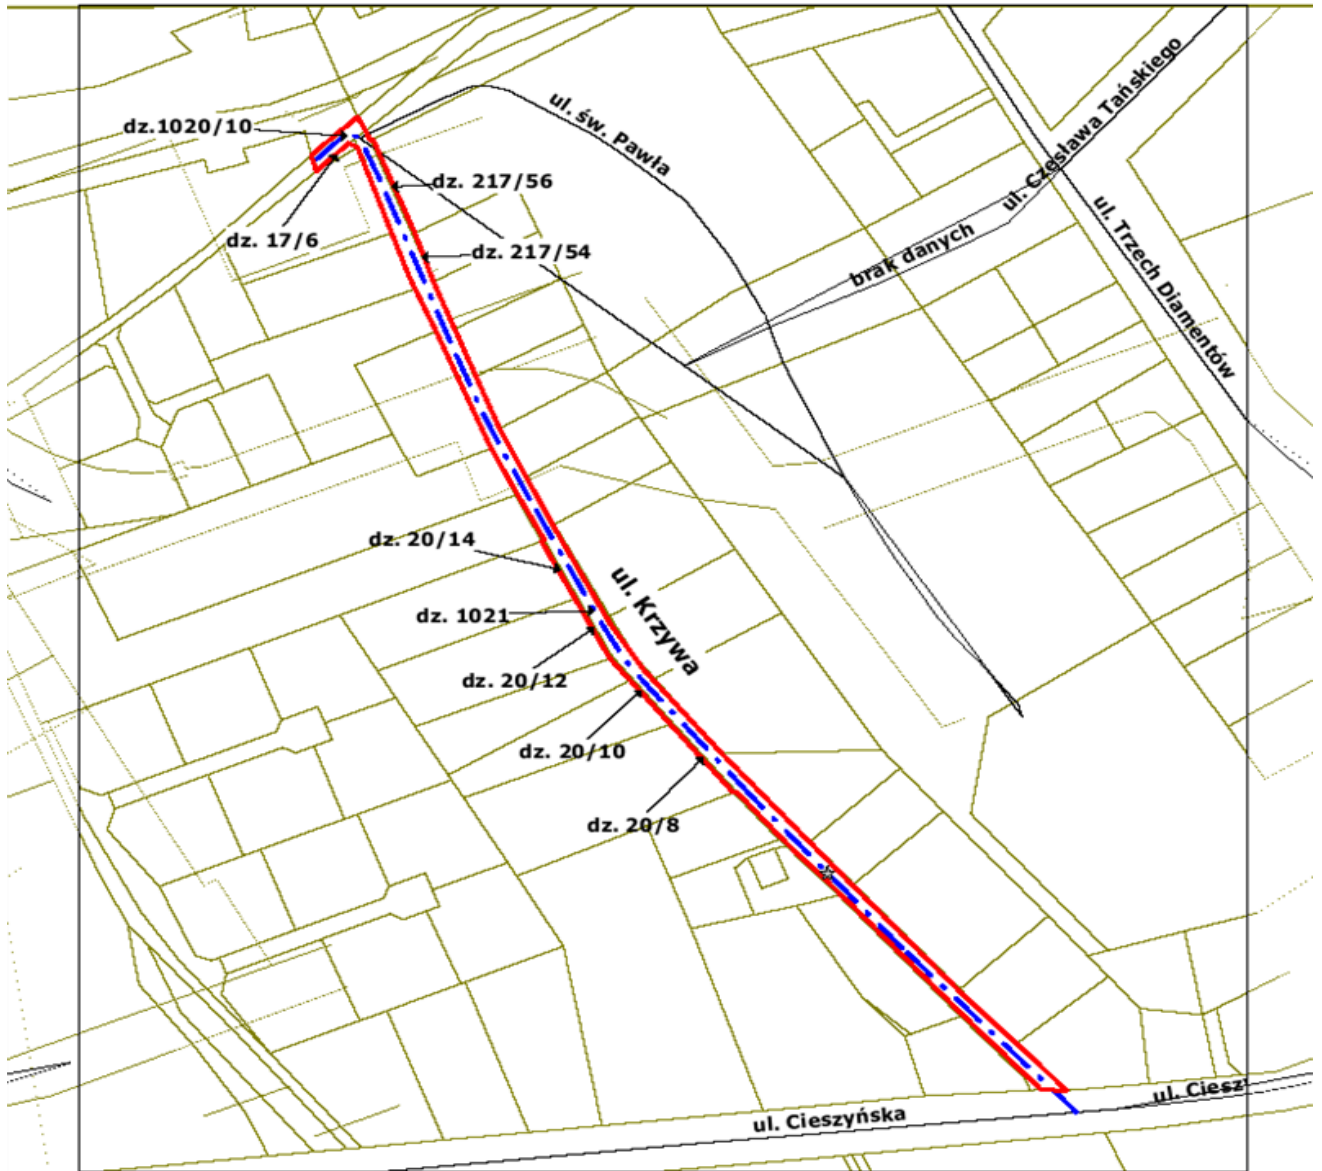 ul. św. Pawła
ul. Czesława Tańskiego
dz.1020/10
dz. 217/56
ul. Trzech Diamentów
dz. 17/6
dz. 217/54
brak danych
dz. 20/14
ul. Krzywa
dz. 1021
dz. 20/12
dz. 20/10
dz. 20/8
ul. Ciesz
ul. Cieszyńska